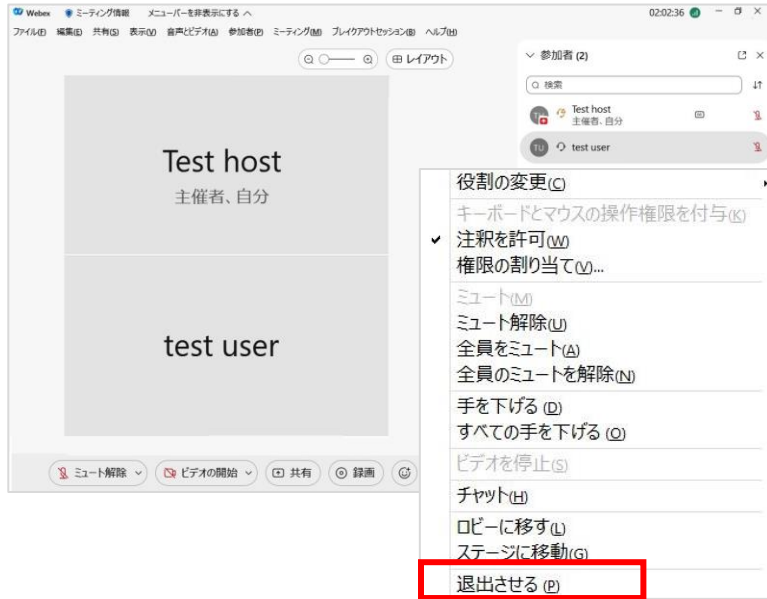 Webex ミーティング情報 メニューバーを非表示にする 02:02:36
ファイル(F) 編集(E) 共有(S) 表示(V) 音声とビデオ(A) 参加者(P) ミーティング(M) ブレイクアウトセッション(B) ヘルプ(H)
レイアウト
参加者 (2)
検索
Test host
主催者、自分
TU test user
Test host
主催者、自分
test user
役割の変更(C)
キーボードとマウスの操作権限を付与(K)
注釈を許可(W)
権限の割り当て(V)...
ミュート(M)
ミュート解除(U)
全員をミュート(A)
全員のミュートを解除(N)
手を下げる (D)
すべての手を下げる (O)
ビデオを停止(S)
チャット(H)
ロビーに移す(L)
ステージに移動(G)
退出させる (P)
ミュート解除 ビデオの開始 共有 録画